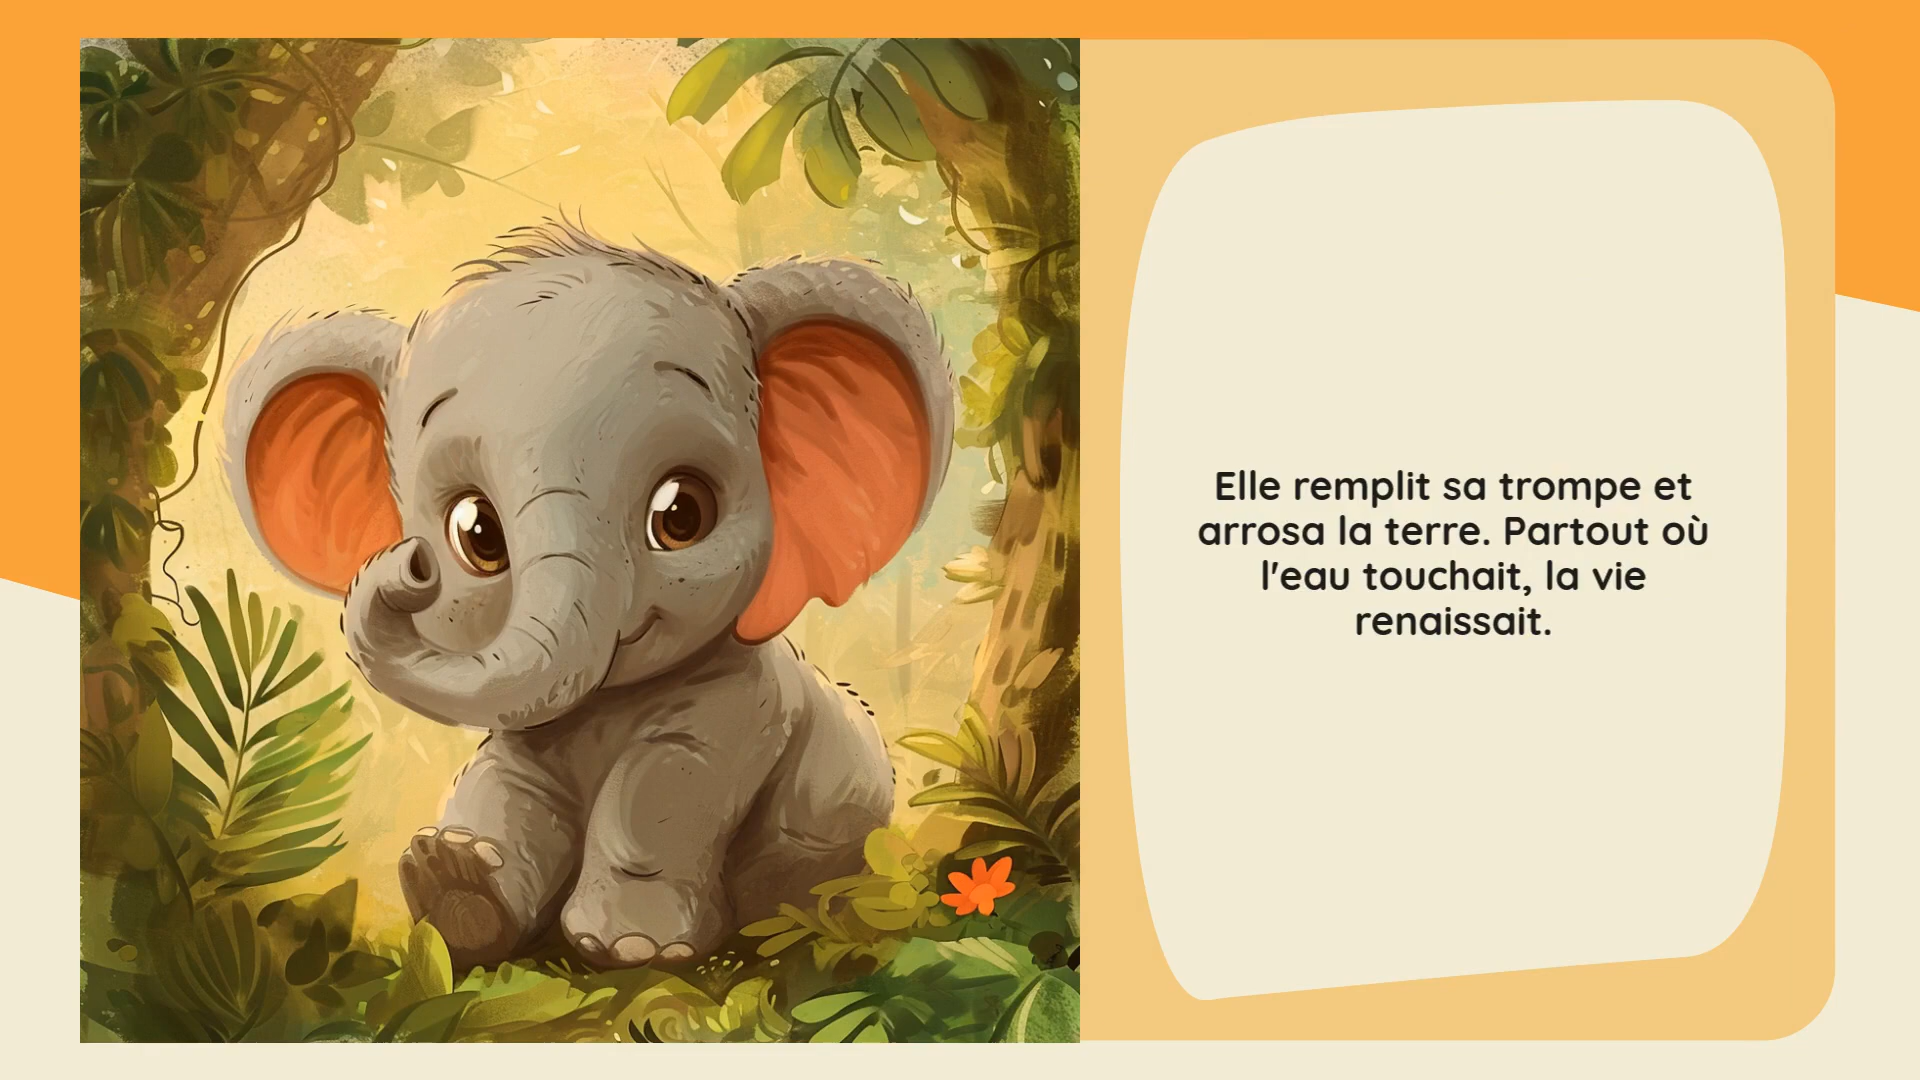 Elle remplit sa trompe et
arrosa la terre. Partout où
l'eau touchait, la vie
renaissait.